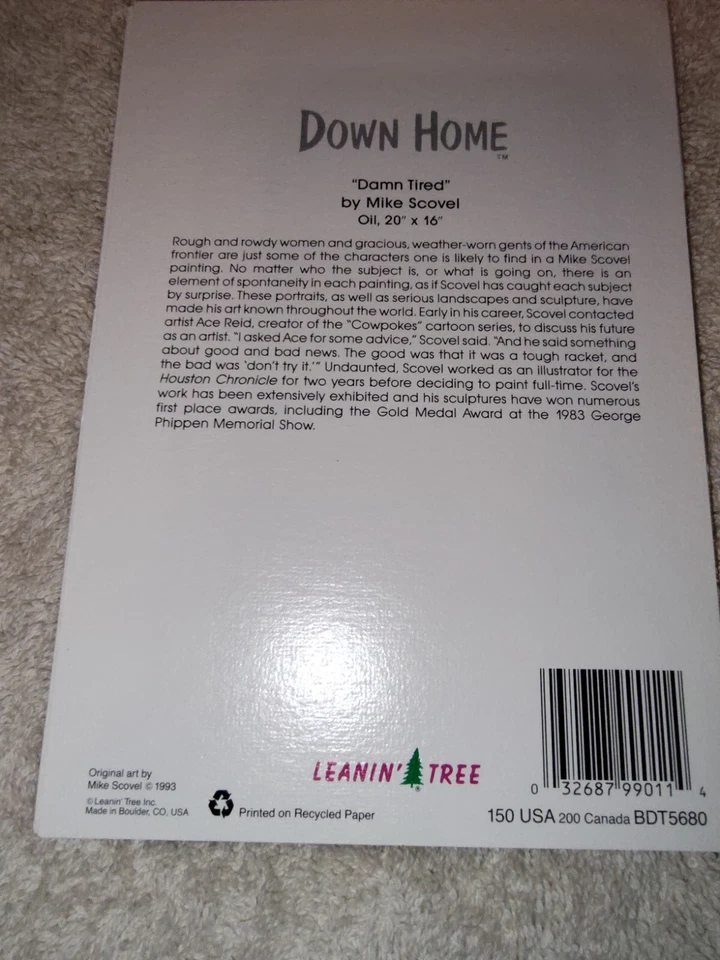 DOWN HOME™
"Damn Tired"
by Mike Scovel
Oil, 20" x 16"
Rough and rowdy women and gracious, weather-worn gents of the American
frontier are just some of the characters one is likely to find in a Mike Scovel
painting. No matter who the subject is, or what is going on, there is an
element of spontaneity in each painting, as if Scovel has caught each subject
by surprise. These portraits, as well as serious landscapes and sculpture, have
made his art known throughout the world. Early in his career, Scovel contacted
artist Ace Reid, creator of the "Cowpokes" cartoon series, to discuss his future
as an artist. "I asked Ace for some advice," Scovel said. "And he said something
about good and bad news. The good was that it was a tough racket, and
the bad was 'don't try it.'" Undaunted, Scovel worked as an illustrator for the
Houston Chronicle for two years before deciding to paint full-time. Scovel's
work has been extensively exhibited and his sculptures have won numerous
first place awards, including the Gold Medal Award at the 1983 George
Phippen Memorial Show.
Original art by
Mike Scovel © 1993
© Leanin' Tree Inc.
Made in Boulder, CO, USA
Printed on Recycled Paper
LEANIN' TREE®
0 32687 99011 4
150 USA 200 Canada BDT5680